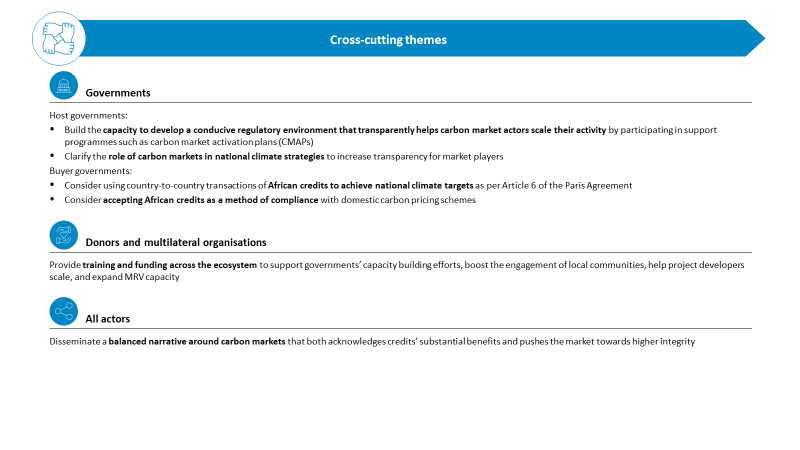 Cross-cutting themes
Governments
Host governments:
• Build the capacity to develop a conducive regulatory environment that transparently helps carbon market actors scale their activity by participating in support
programmes such as carbon market activation plans (CMAPs)
• Clarify the role of carbon markets in national climate strategies to increase transparency for market players
Buyer governments:
• Consider using country-to-country transactions of African credits to achieve national climate targets as per Article 6 of the Paris Agreement
• Consider accepting African credits as a method of compliance with domestic carbon pricing schemes
Donors and multilateral organisations
Provide training and funding across the ecosystem to support governments’ capacity building efforts, boost the engagement of local communities, help project developers
scale, and expand MRV capacity
All actors
Disseminate a balanced narrative around carbon markets that both acknowledges credits’ substantial benefits and pushes the market towards higher integrity